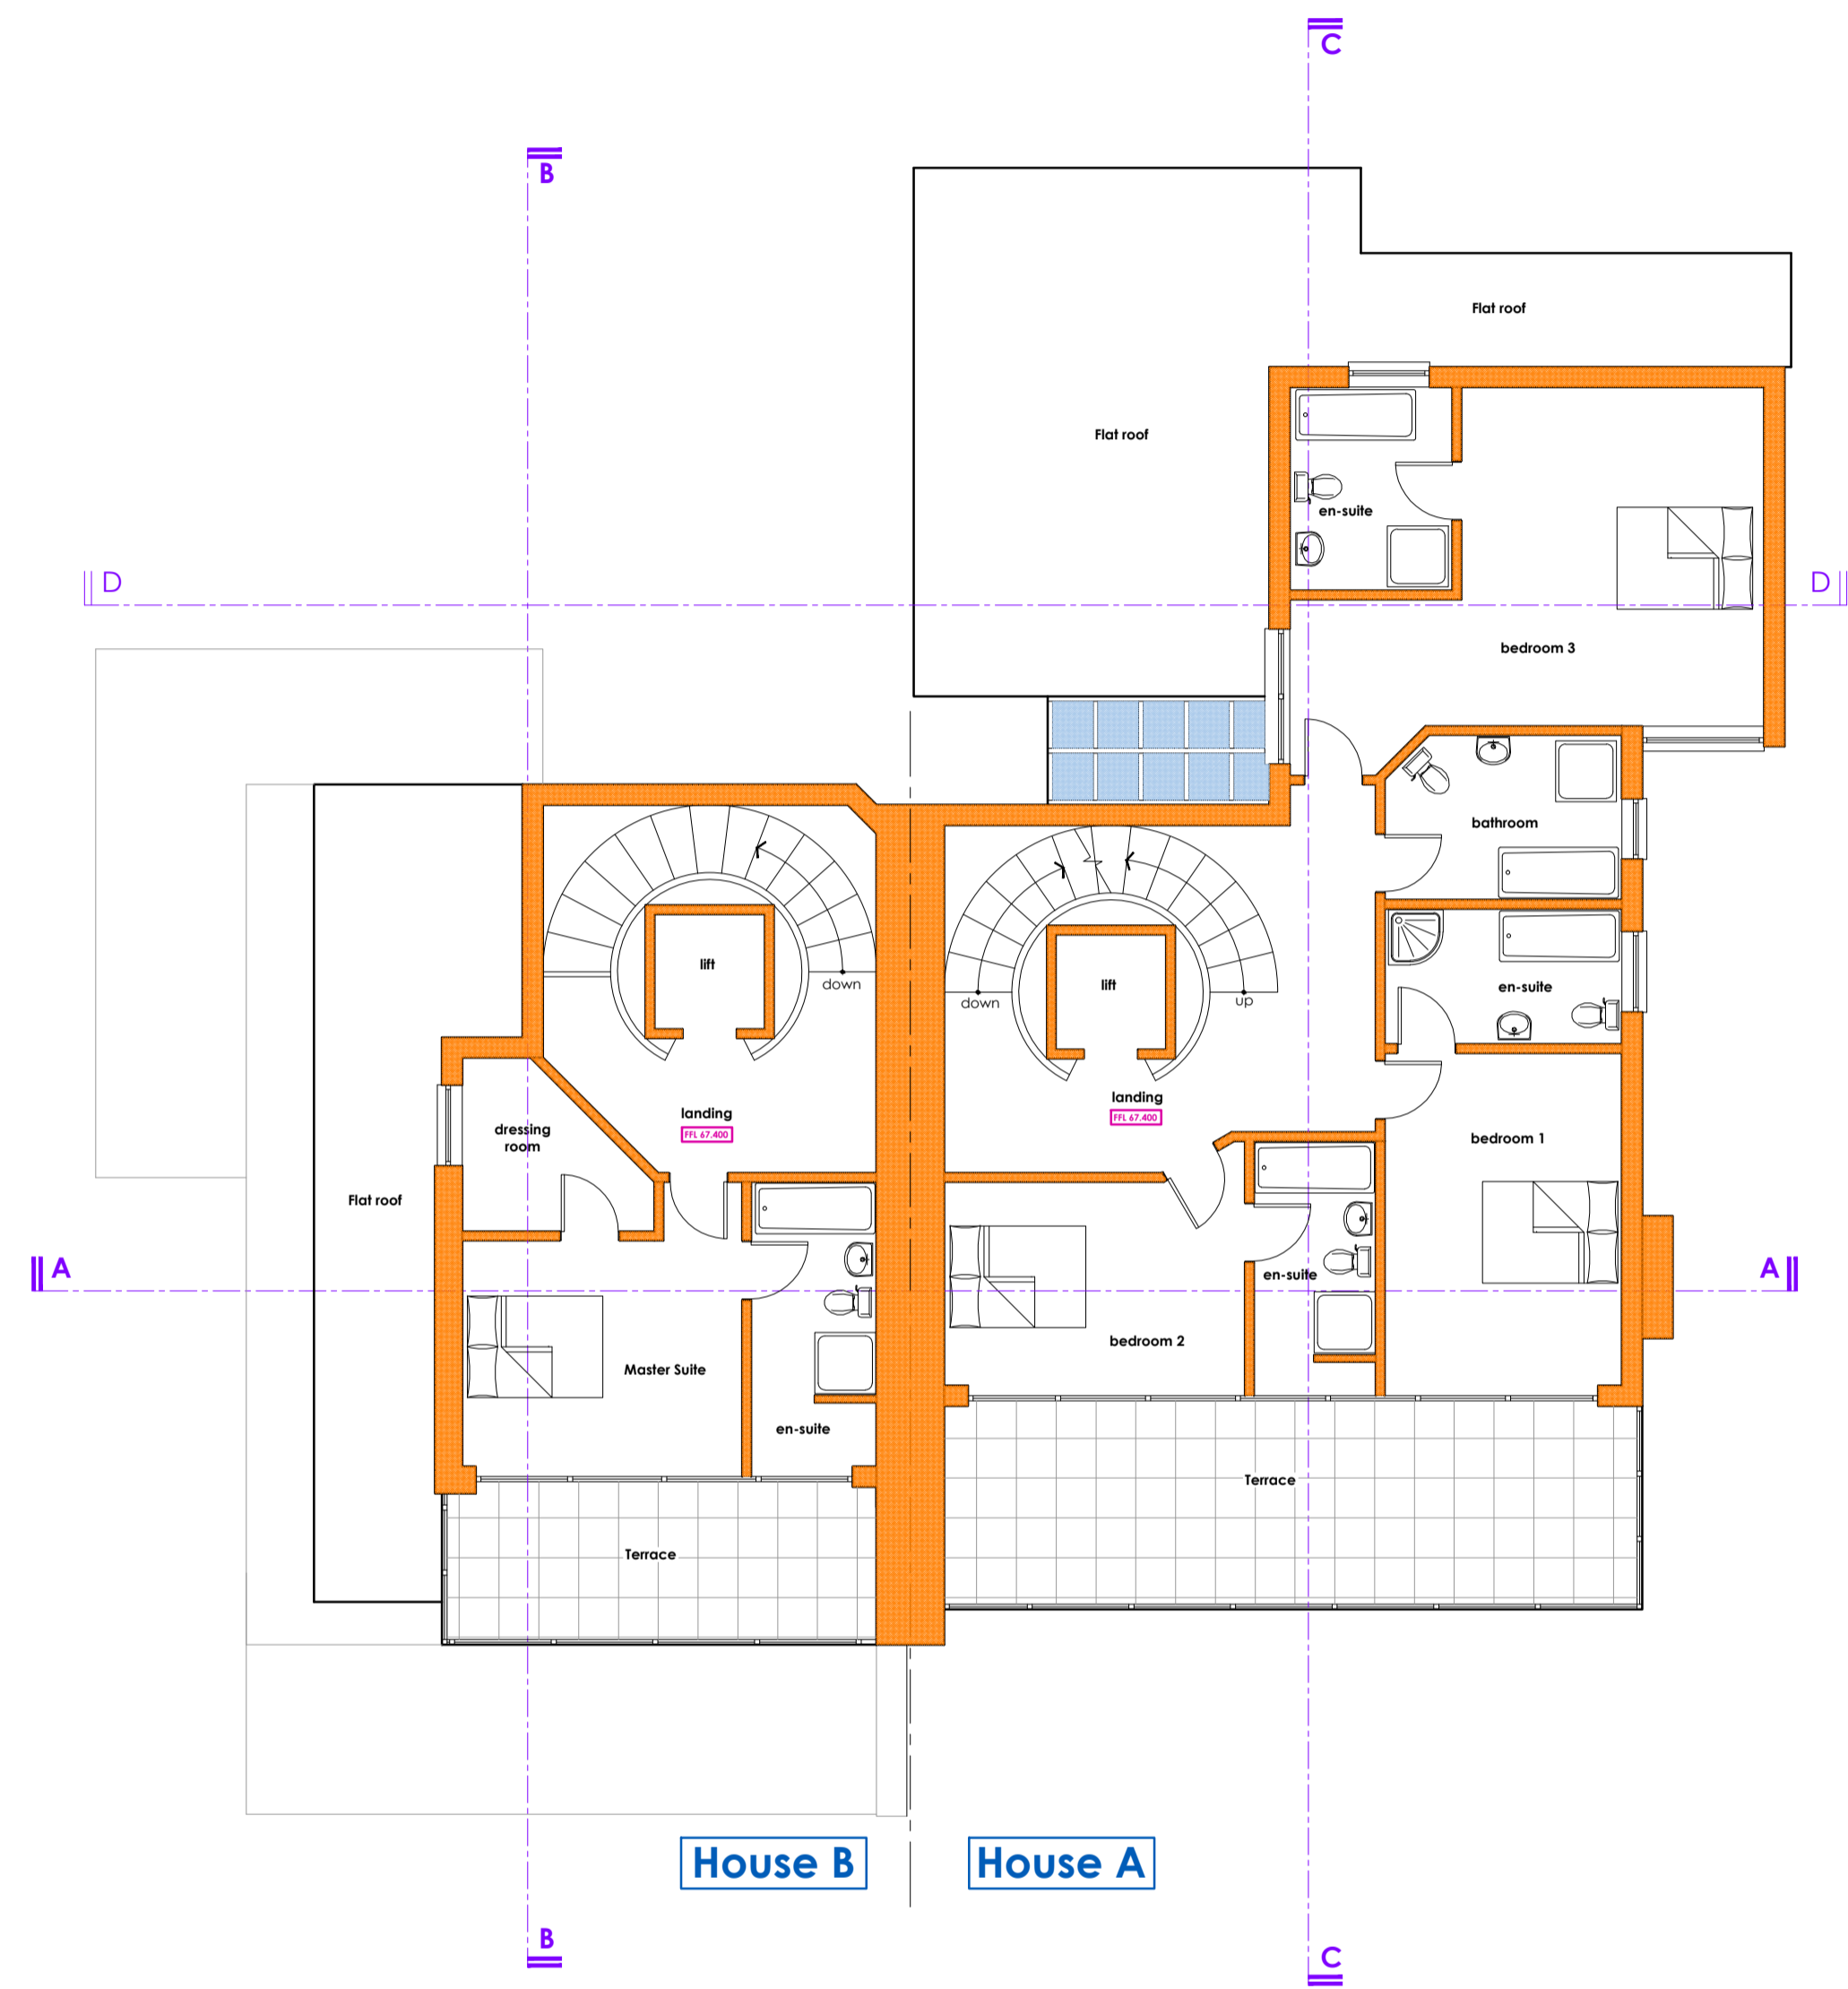 C
B
Flat roof
Flat roof
en-suite
D
D
bedroom 3
bathroom
lift
down
lift
en-suite
down
up
landing
FFL 67.400
landing
FFL 67.400
dressing
room
bedroom 1
Flat roof
A
A
en-suite
bedroom 2
Master Suite
en-suite
Terrace
Terrace
House B
House A
B
C